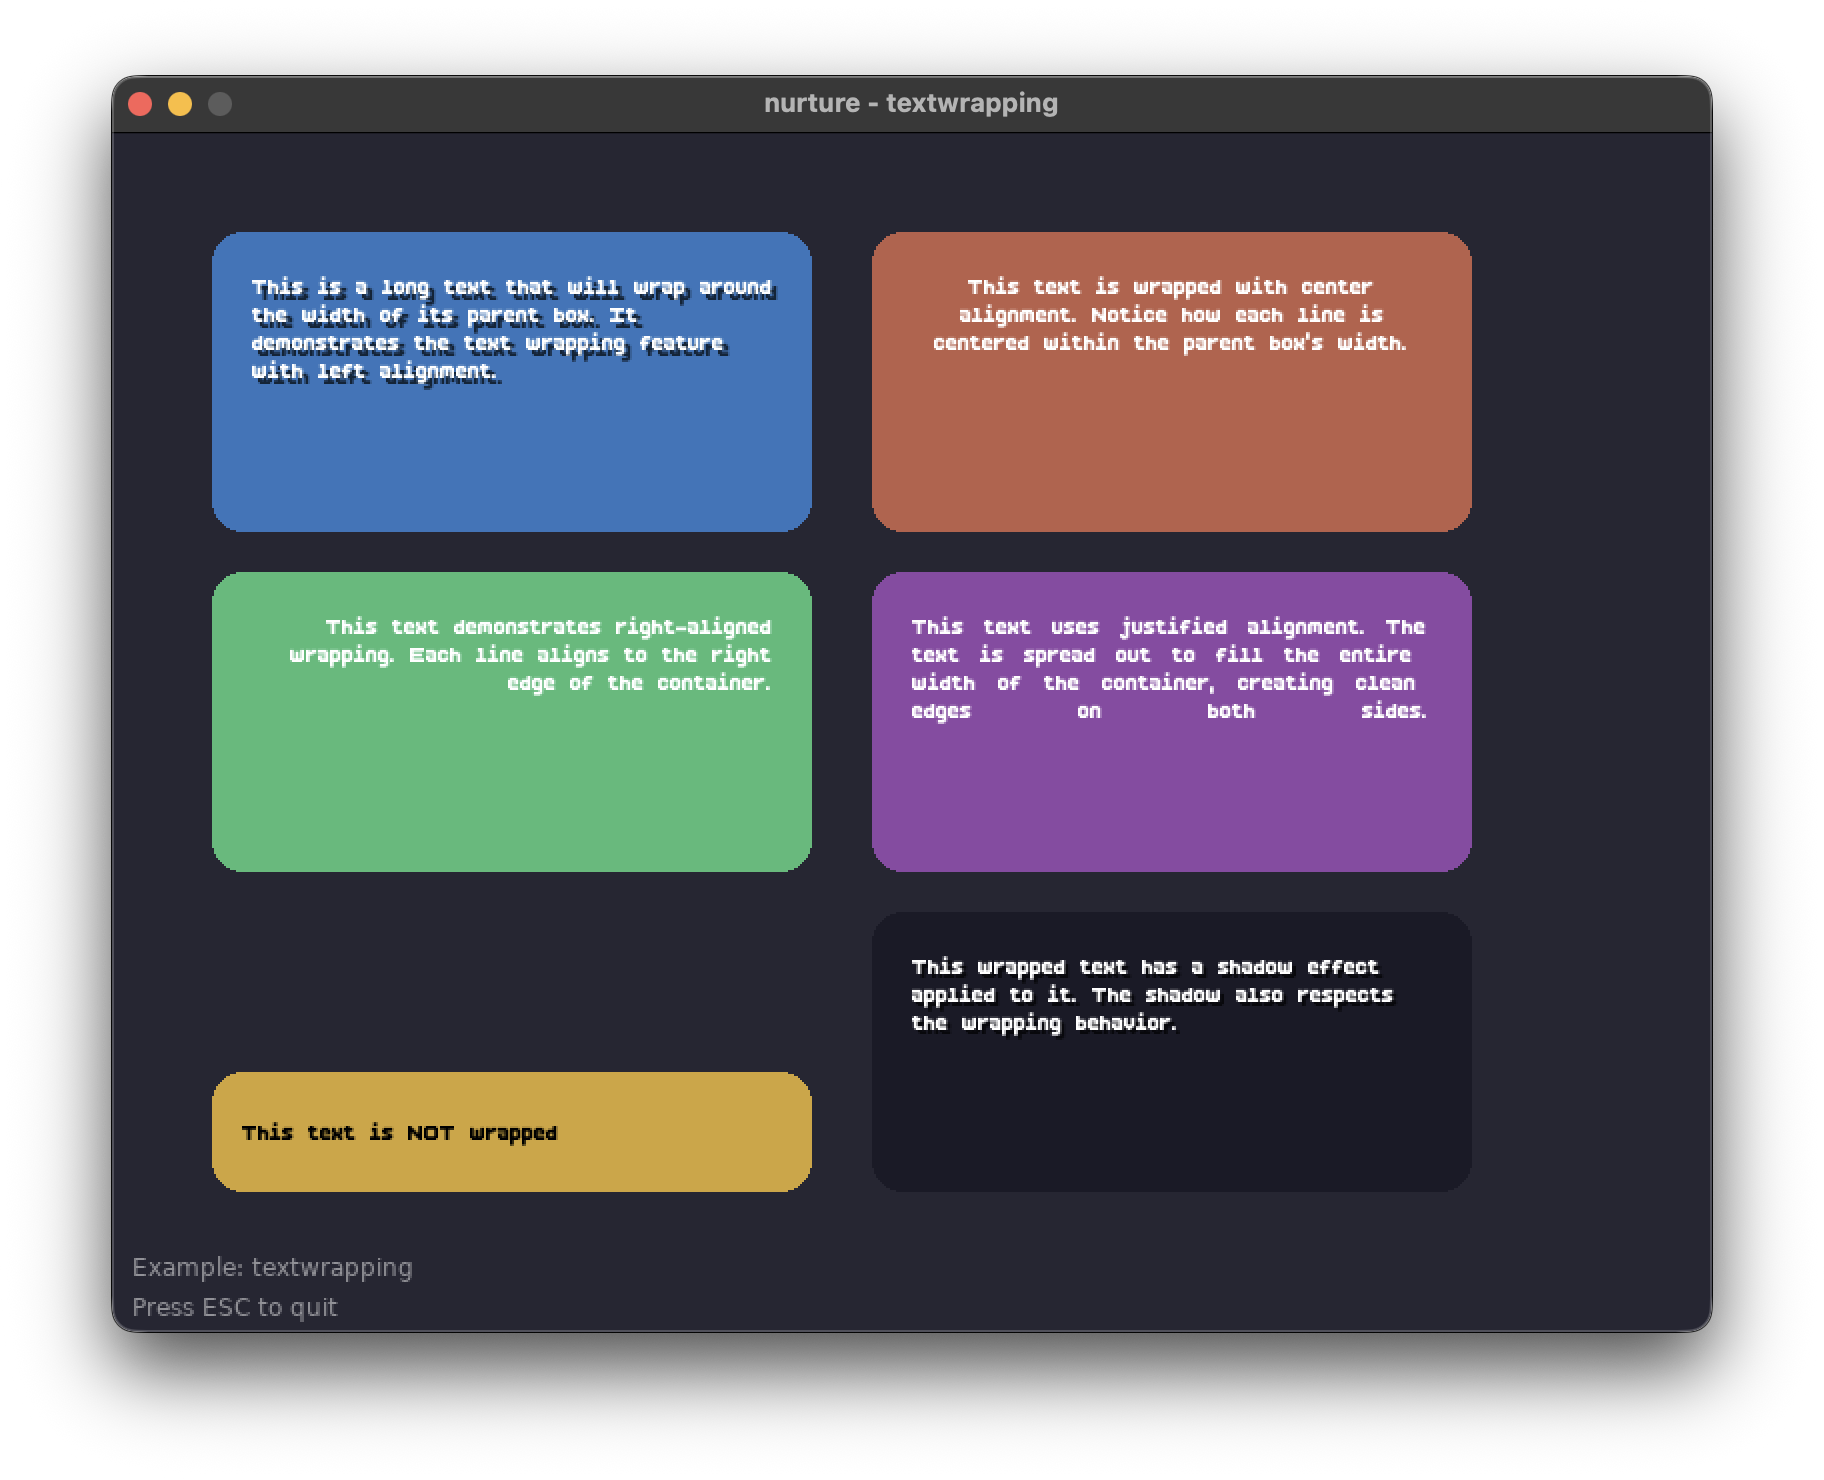 nurture - textwrapping
This is a long text that will wrap around
the width of its parent box. It
demonstrates the text wrapping feature
with left alignment.
This text is wrapped with center
alignment. Notice how each line is
centered within the parent box's width.
This text demonstrates right-aligned
wrapping. Each line aligns to the right
edge of the container.
This text uses justified alignment. The
text is spread out to fill the entire
width of the container, creating clean
edges on both sides.
This wrapped text has a shadow effect
applied to it. The shadow also respects
the wrapping behavior.
This text is NOT wrapped
Example: textwrapping
Press ESC to quit